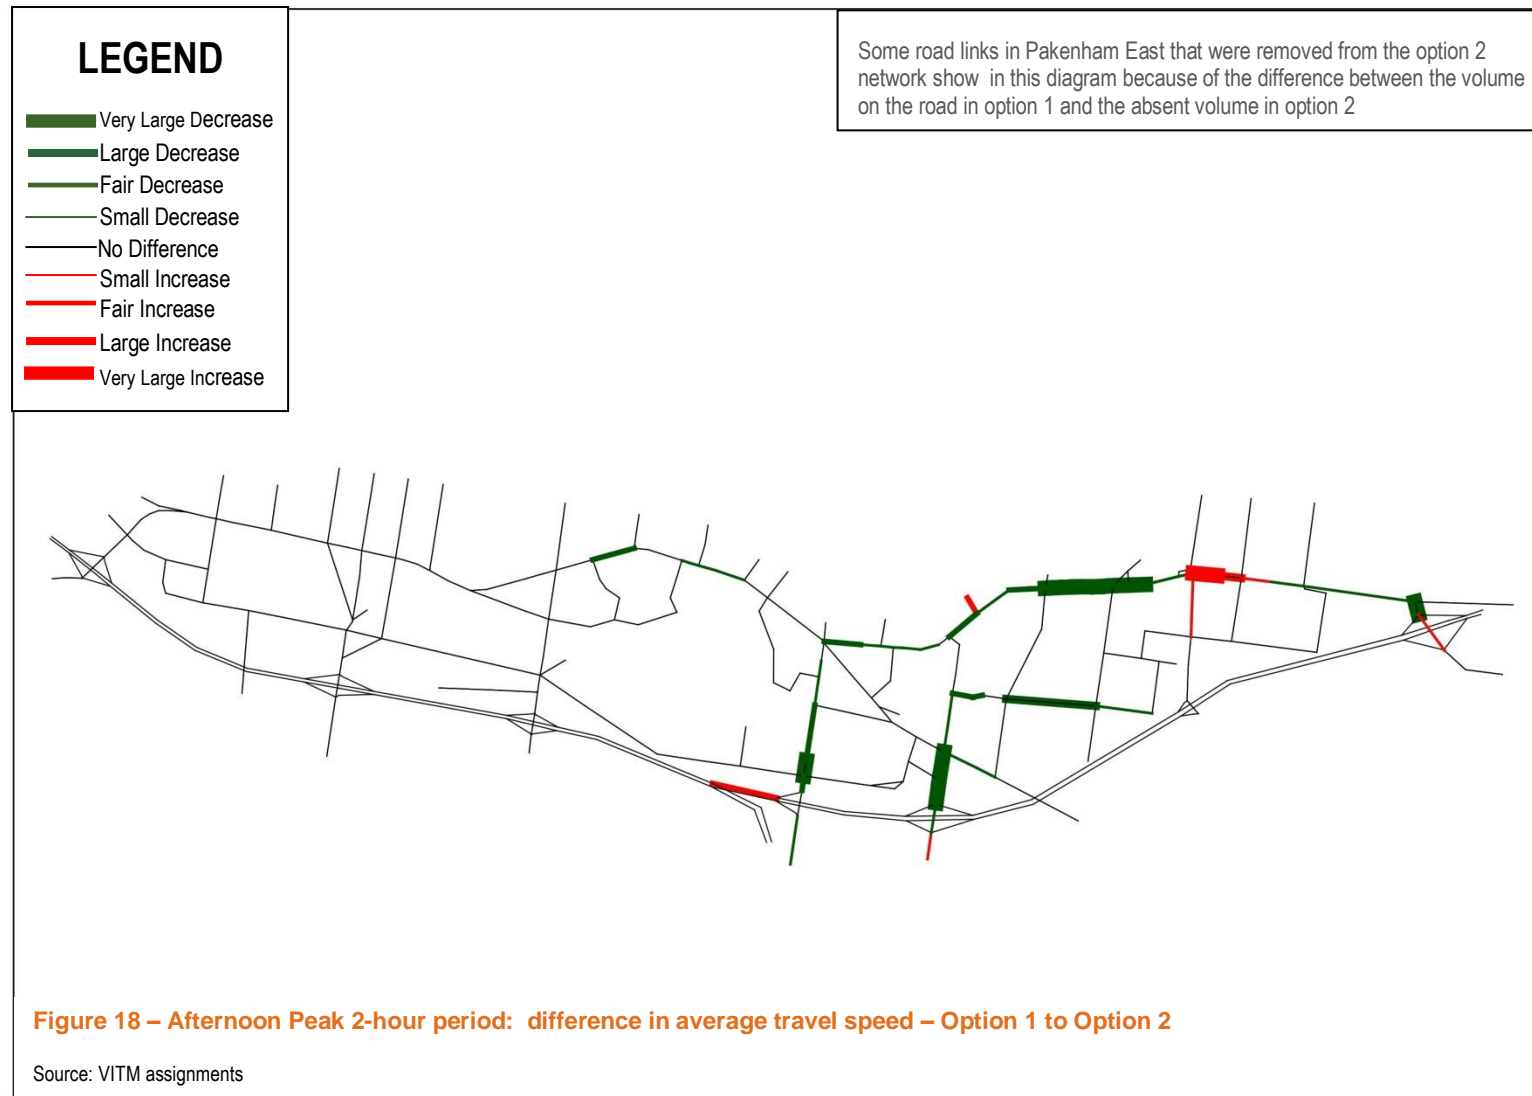 LEGEND
Very Large Decrease
Large Decrease
Fair Decrease
Small Decrease
No Difference
Small Increase
Fair Increase
Large Increase
Very Large Increase
Some road links in Pakenham East that were removed from the option 2
network show in this diagram because of the difference between the volume
on the road in option 1 and the absent volume in option 2
Figure 18 – Afternoon Peak 2-hour period: difference in average travel speed – Option 1 to Option 2
Source: VITM assignments